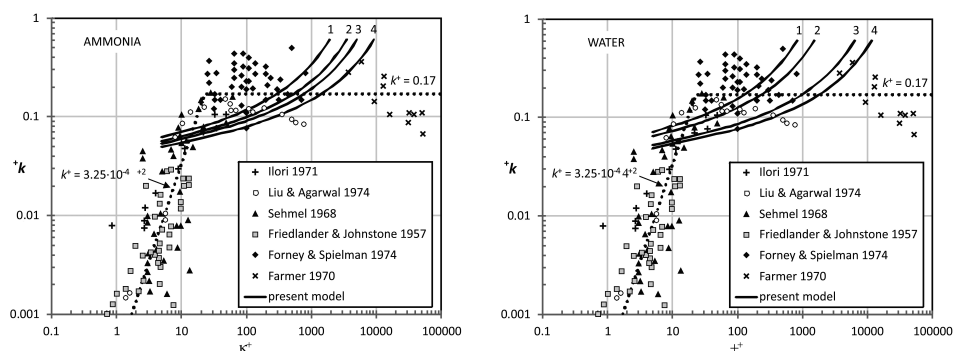 1
0.1
0.01
0.001
+k
AMMONIA
1 2 3 4
k+ = 0.17
k+ = 3.25·10-4 +2
Ilori 1971
Liu & Agarwal 1974
Sehmel 1968
Friedlander & Johnstone 1957
Forney & Spielman 1974
Farmer 1970
present model
0.1 1 10 100 1000 10000 100000
K+
1
0.1
0.01
0.001
+k
WATER
1 2 3 4
k+ = 0.17
k+ = 3.25·10-4 4+2
Ilori 1971
Liu & Agarwal 1974
Sehmel 1968
Friedlander & Johnstone 1957
Forney & Spielman 1974
Farmer 1970
present model
0.1 1 10 100 1000 10000 100000